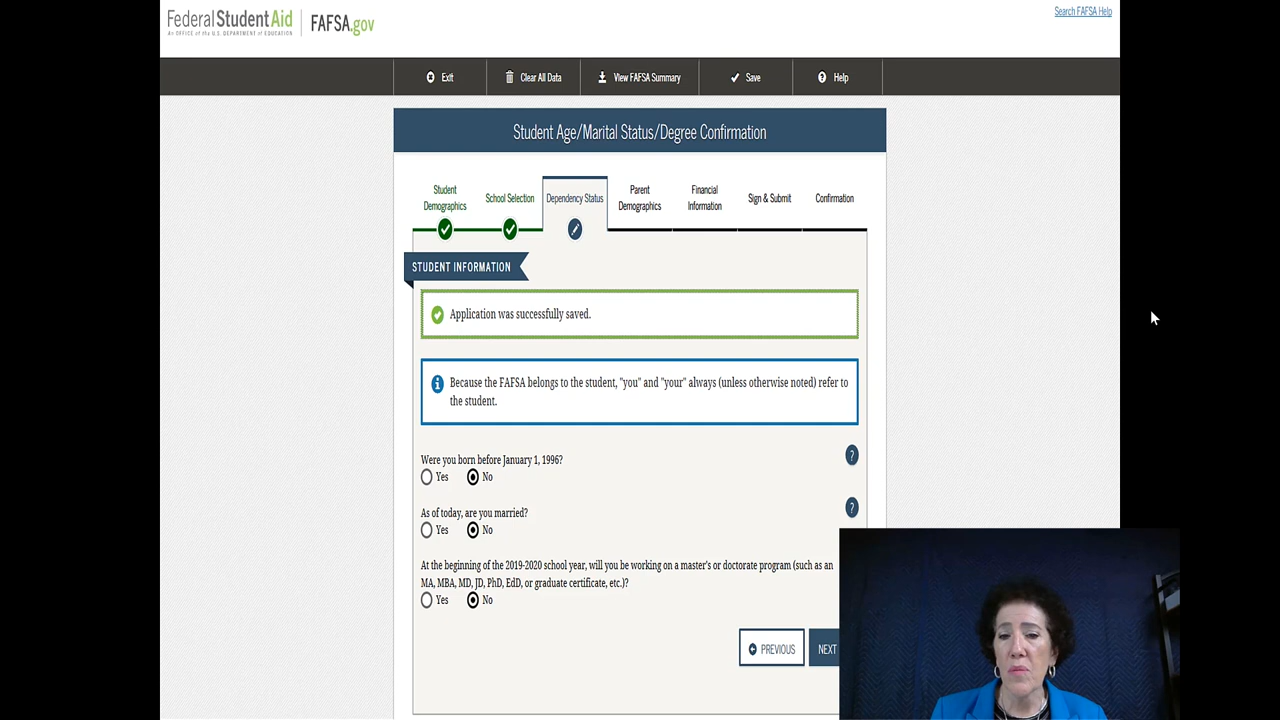 Federal Student Aid
An OFFICE of the U.S. DEPARTMENT of EDUCATION
FAFSA.gov
Search FAFSA Help
Exit
Clear All Data
View FAFSA Summary
Save
Help
Student Age/Marital Status/Degree Confirmation
Student
Demographics
School Selection
Dependency Status
Parent
Demographics
Financial
Information
Sign & Submit
Confirmation
STUDENT INFORMATION
Application was successfully saved.
Because the FAFSA belongs to the student, "you" and "your" always (unless otherwise noted) refer to
the student.
Were you born before January 1, 1996?
?
Yes No
As of today, are you married?
?
Yes No
At the beginning of the 2019-2020 school year, will you be working on a master's or doctorate program (such as an
MA, MBA, MD, JD, PhD, EdD, or graduate certificate, etc.)?
Yes No
PREVIOUS
NEXT